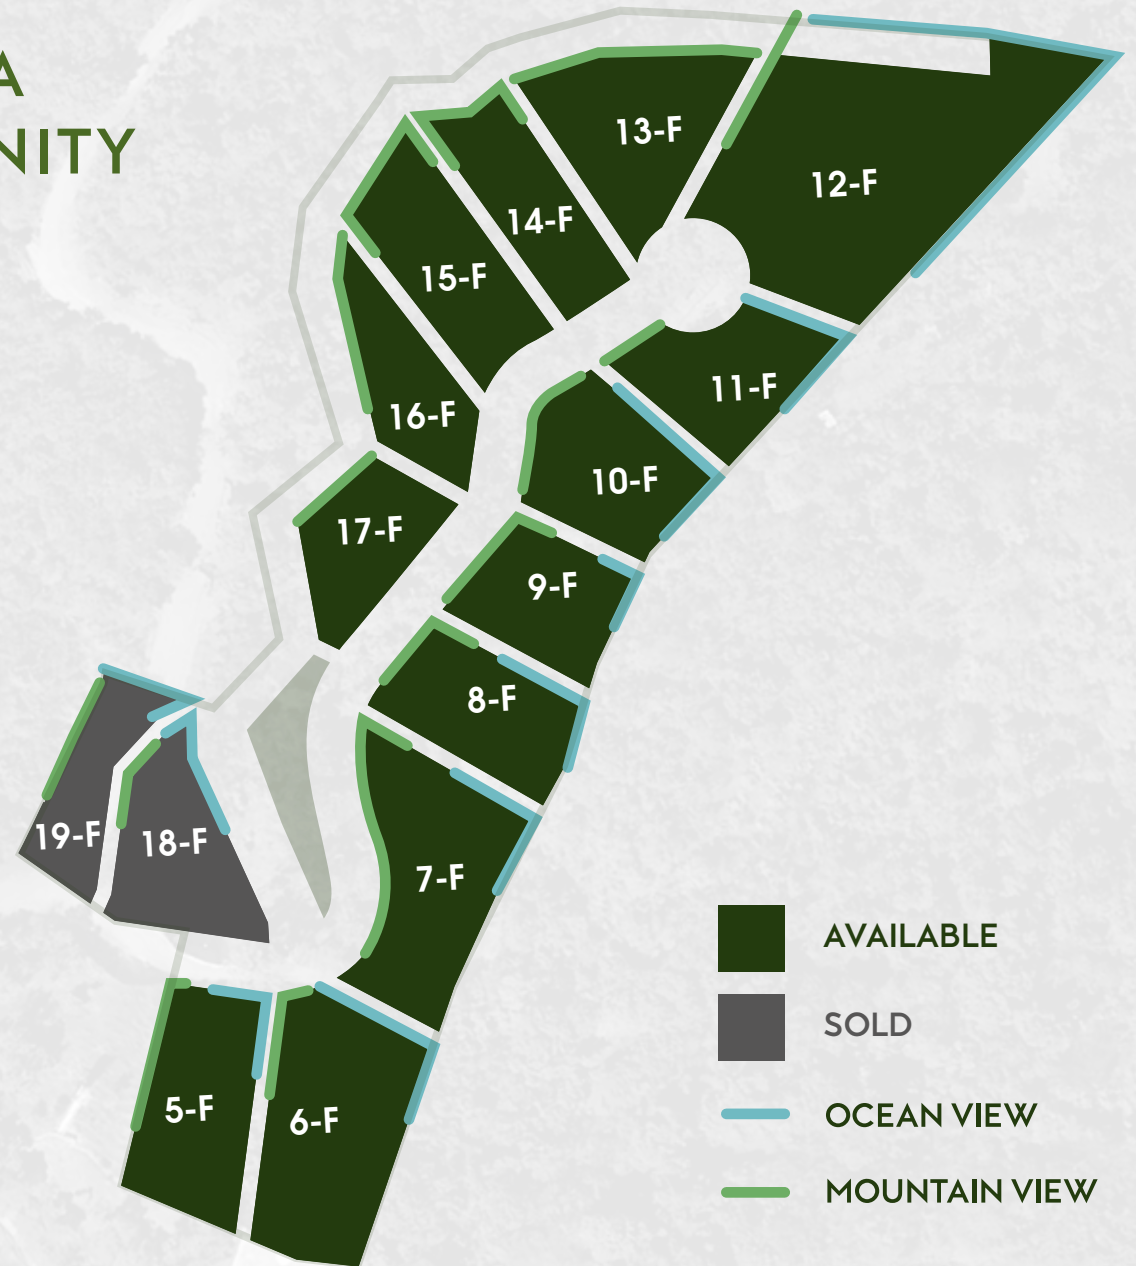 A
NITY
13-F
12-F
14-F
15-F
11-F
16-F
10-F
17-F
9-F
8-F
19-F
18-F
7-F
5-F
6-F
AVAILABLE
SOLD
OCEAN VIEW
MOUNTAIN VIEW